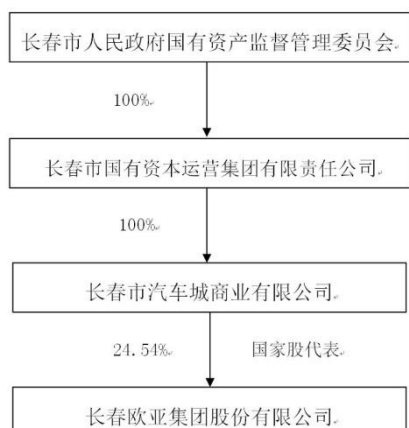 长春市人民政府国有资产监督管理委员会
100%
长春市国有资本运营集团有限责任公司
100%
长春市汽车城商业有限公司
24.54% 国家股代表
长春欧亚集团股份有限公司